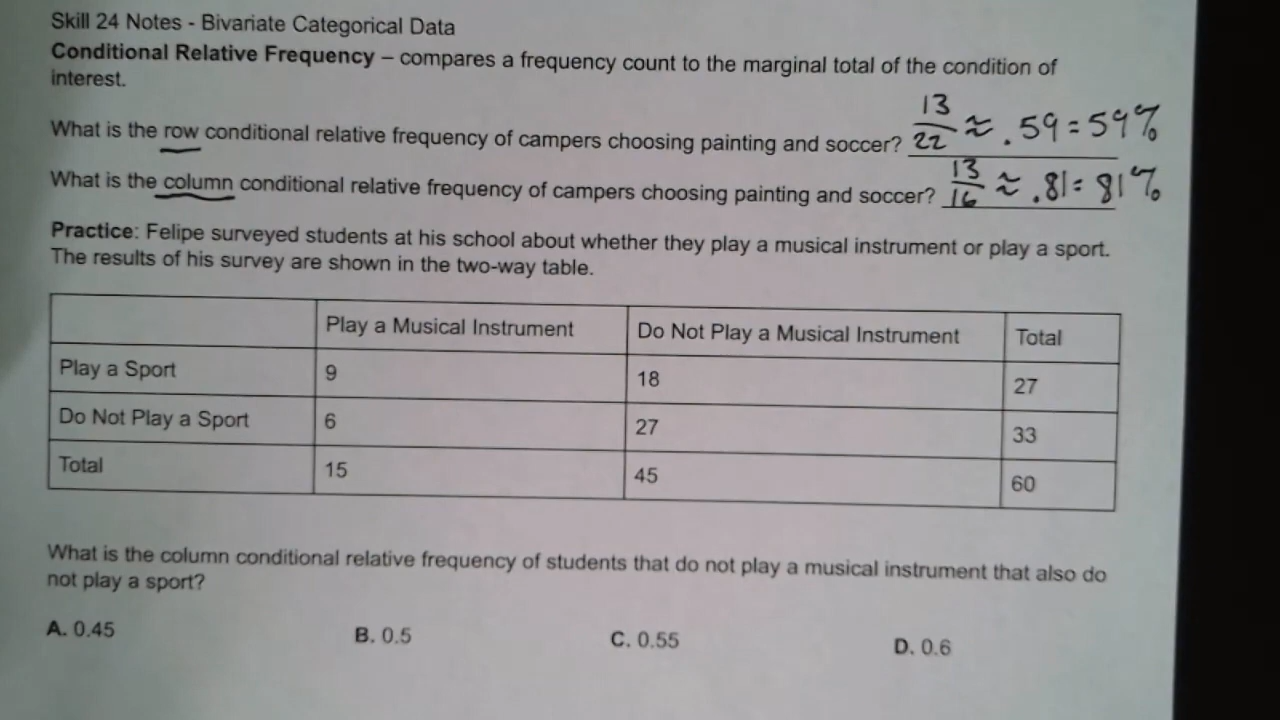 Skill 24 Notes - Bivariate Categorical Data
Conditional Relative Frequency – compares a frequency count to the marginal total of the condition of
interest.
What is the row conditional relative frequency of campers choosing painting and soccer? 13/22 ≈ .59 = 59%
What is the column conditional relative frequency of campers choosing painting and soccer? 13/16 ≈ .81 = 81%
Practice: Felipe surveyed students at his school about whether they play a musical instrument or play a sport.
The results of his survey are shown in the two-way table.
Play a Musical Instrument Do Not Play a Musical Instrument Total
Play a Sport 9 18 27
Do Not Play a Sport 6 27 33
Total 15 45 60
What is the column conditional relative frequency of students that do not play a musical instrument that also do
not play a sport?
A. 0.45 B. 0.5 C. 0.55 D. 0.6